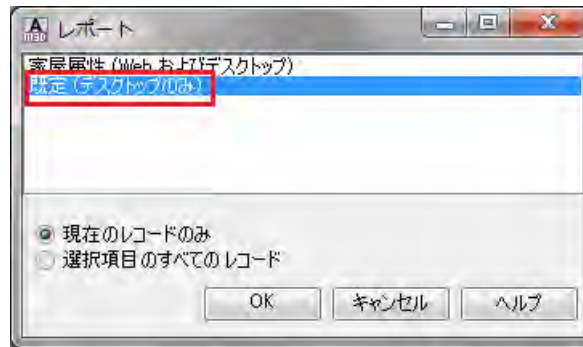 レポート
家屋属性 (Web およびデスクトップ)
既定 (デスクトップのみ)
現在のレコードのみ
選択項目のすべてのレコード
OK
キャンセル
ヘルプ